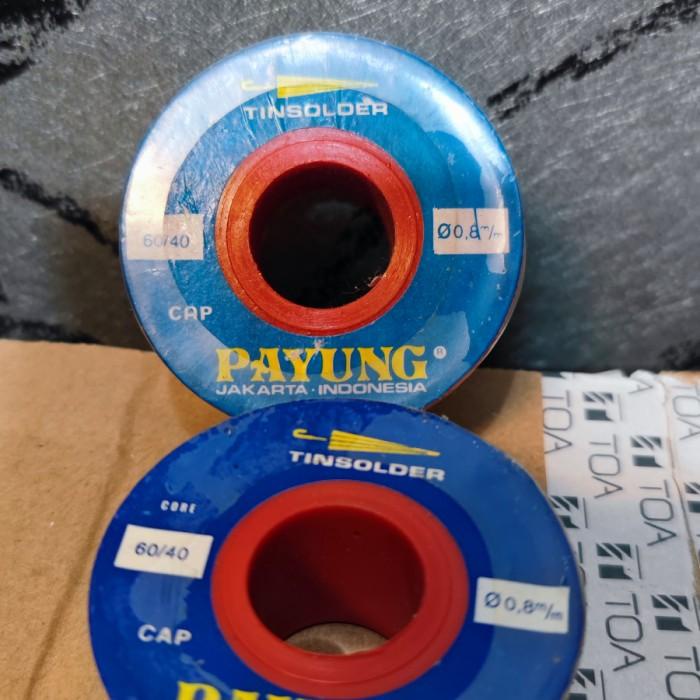 TINSOLDER
60/40
Ø0,8m/m
CAP
PAYUNG®
JAKARTA · INDONESIA
TINSOLDER
CORE
60/40
Ø0,8m/m
CAP
TOA
TOA
TOA
TOA
TOA
TOA